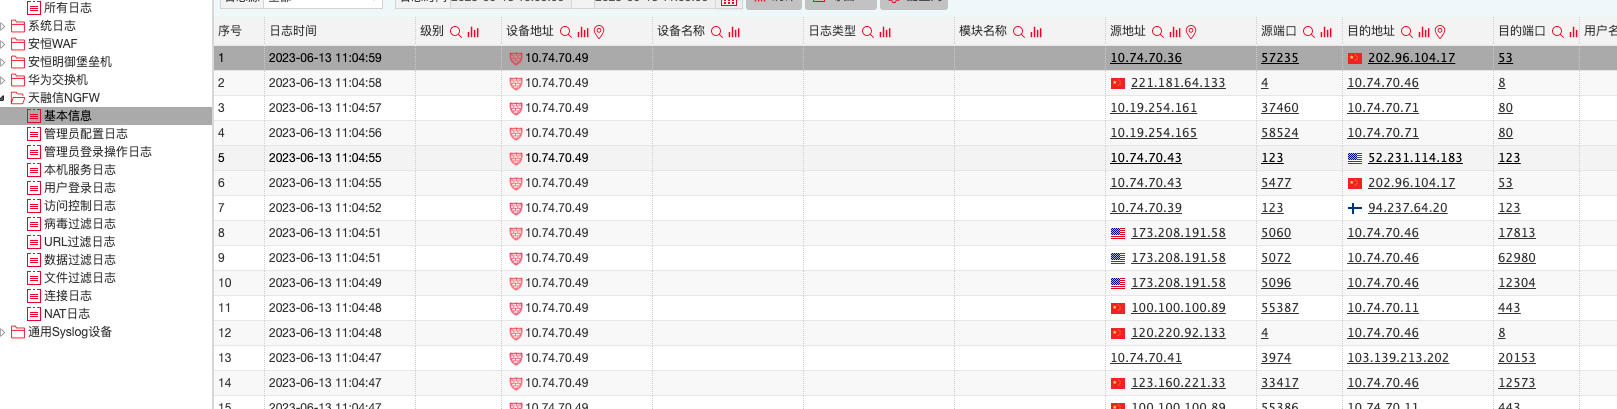 所有日志
系统日志
安恒WAF
安恒明御堡垒机
华为交换机
天融信NGFW
基本信息
管理员配置日志
管理员登录操作日志
本机服务日志
用户登录日志
访问控制日志
病毒过滤日志
URL过滤日志
数据过滤日志
文件过滤日志
连接日志
NAT日志
通用Syslog设备
序号 日志时间 级别 设备地址 设备名称 日志类型 模块名称 源地址 源端口 目的地址 目的端口 用户名
1 2023-06-13 11:04:59 10.74.70.49 10.74.70.36 57235 202.96.104.17 53
2 2023-06-13 11:04:58 10.74.70.49 221.181.64.133 4 10.74.70.46 8
3 2023-06-13 11:04:57 10.74.70.49 10.19.254.161 37460 10.74.70.71 80
4 2023-06-13 11:04:56 10.74.70.49 10.19.254.165 58524 10.74.70.71 80
5 2023-06-13 11:04:55 10.74.70.49 10.74.70.43 123 52.231.114.183 123
6 2023-06-13 11:04:55 10.74.70.49 10.74.70.43 5477 202.96.104.17 53
7 2023-06-13 11:04:52 10.74.70.49 10.74.70.39 123 94.237.64.20 123
8 2023-06-13 11:04:51 10.74.70.49 173.208.191.58 5060 10.74.70.46 17813
9 2023-06-13 11:04:51 10.74.70.49 173.208.191.58 5072 10.74.70.46 62980
10 2023-06-13 11:04:49 10.74.70.49 173.208.191.58 5096 10.74.70.46 12304
11 2023-06-13 11:04:48 10.74.70.49 100.100.100.89 55387 10.74.70.11 443
12 2023-06-13 11:04:48 10.74.70.49 120.220.92.133 4 10.74.70.46 8
13 2023-06-13 11:04:47 10.74.70.49 10.74.70.41 3974 103.139.213.202 20153
14 2023-06-13 11:04:47 10.74.70.49 123.160.221.33 33417 10.74.70.46 12573
15 2023-06-13 11:04:47 10.74.70.49 100.100.100.89 55386 10.74.70.11 443